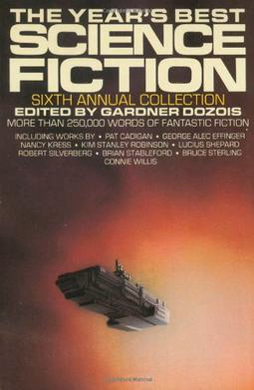 THE YEAR'S BEST
SCIENCE
FICTION
SIXTH ANNUAL COLLECTION
EDITED BY GARDNER DOZOIS
MORE THAN 250,000 WORDS OF FANTASTIC FICTION
INCLUDING WORKS BY • PAT CADIGAN • GEORGE ALEC EFFINGER
NANCY KRESS • KIM STANLEY ROBINSON • LUCIUS SHEPARD
ROBERT SILVERBERG • BRIAN STABLEFORD • BRUCE STERLING
CONNIE WILLIS